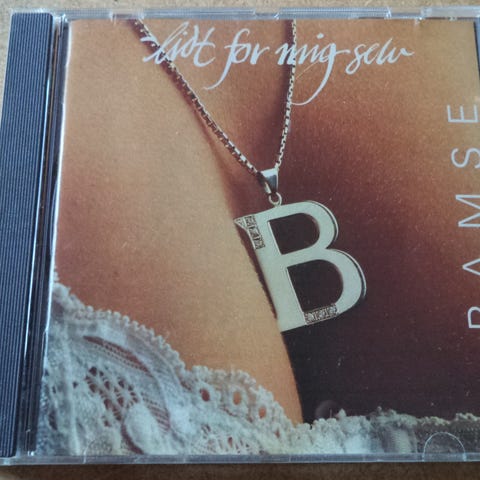 lidt for mig selv
RAMSE
B